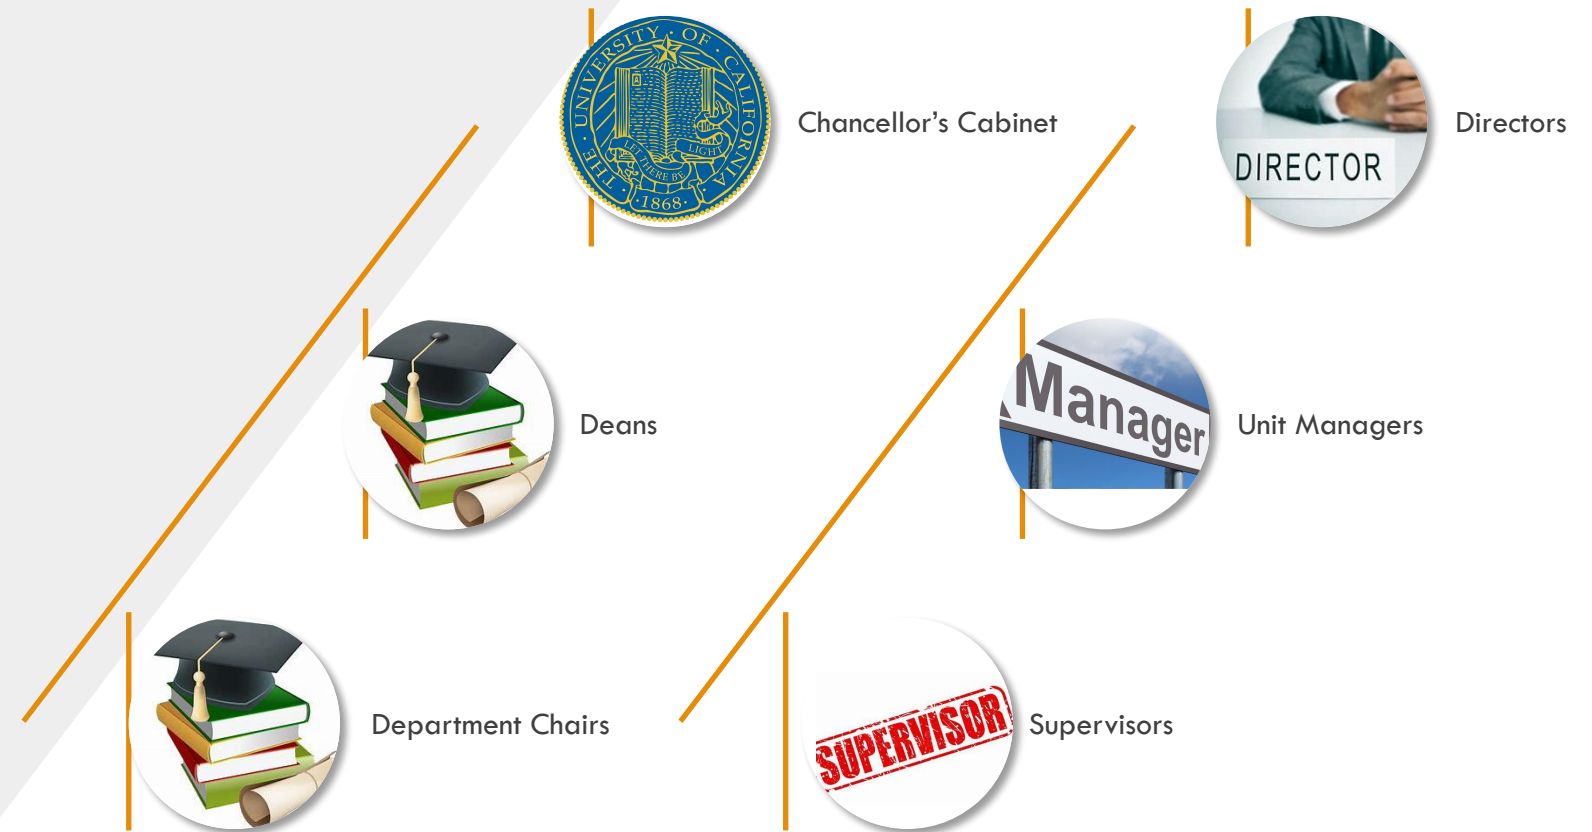 THE · UNIVERSITY · OF · CALIFORNIA ·
A
LET THERE BE LIGHT
·1868·
Chancellor's Cabinet
DIRECTOR
Directors
Deans
Manager
Unit Managers
Department Chairs
SUPERVISOR
Supervisors